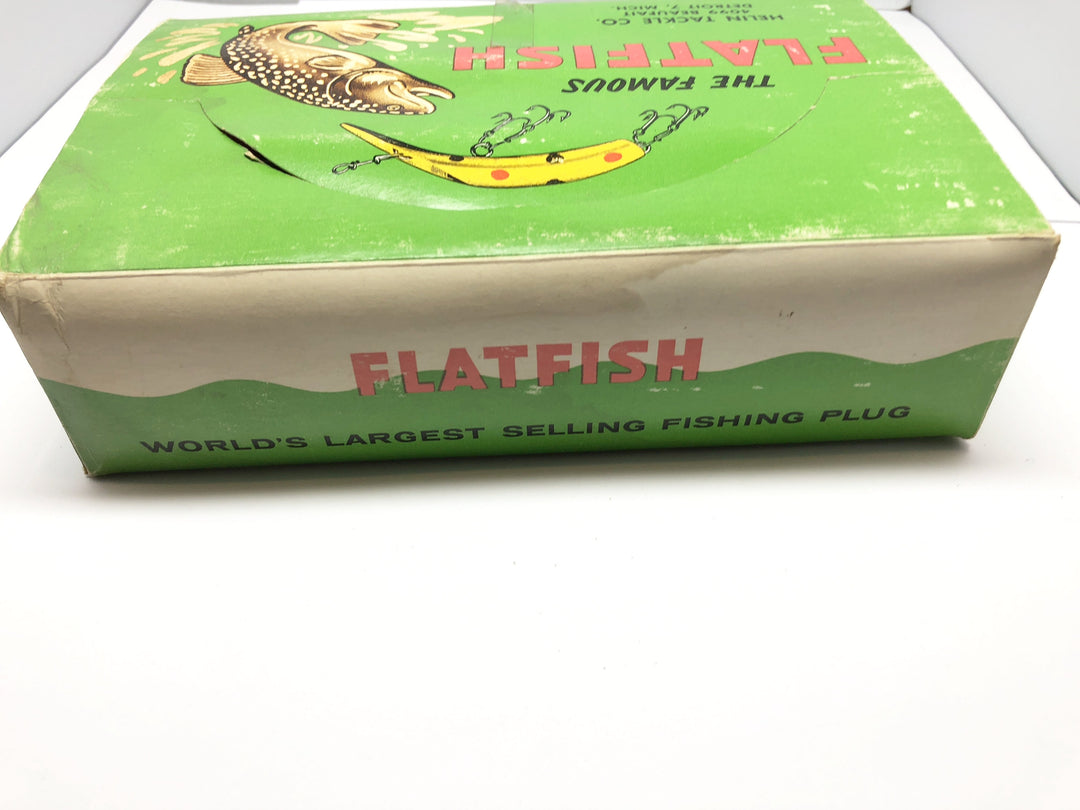 THE FAMOUS
FLATFISH
HELIN TACKLE CO.
4099 BEAUFAIT
DETROIT 7, MICH.
FLATFISH
WORLD'S LARGEST SELLING FISHING PLUG